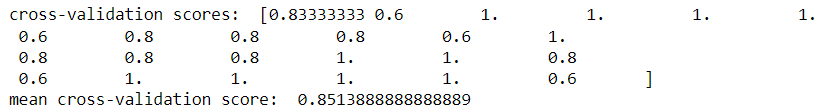 cross-validation scores:  [0.83333333 0.6        1.         1.         1.         1.
 0.6        0.8        0.8        0.8        0.6        1.
 0.8        0.8        0.8        1.         1.         0.8
 0.6        1.         1.         1.         1.         0.6       ]
mean cross-validation score:  0.8513888888888889